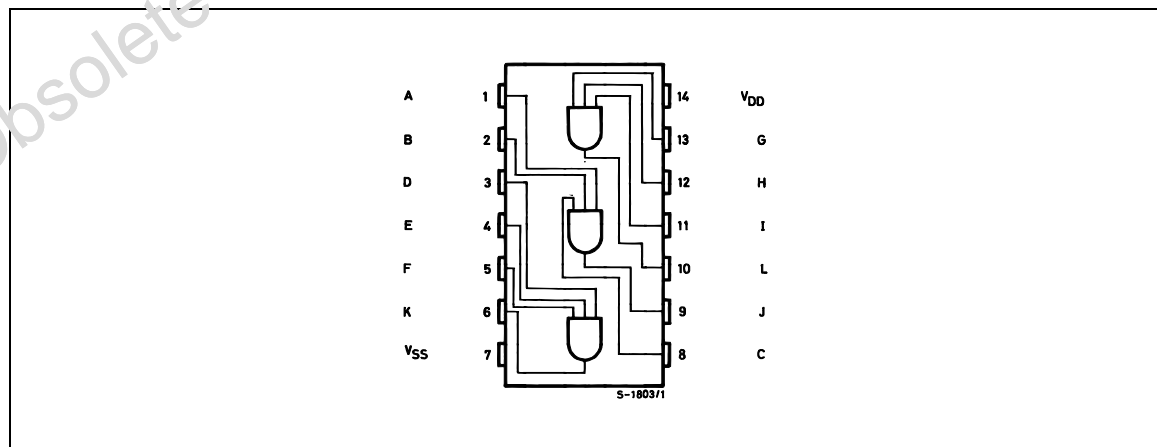 Obsolete
A 1 14 VDD
B 2 13 G
D 3 12 H
E 4 11 I
F 5 10 L
K 6 9 J
VSS 7 8 C
S-1803/1